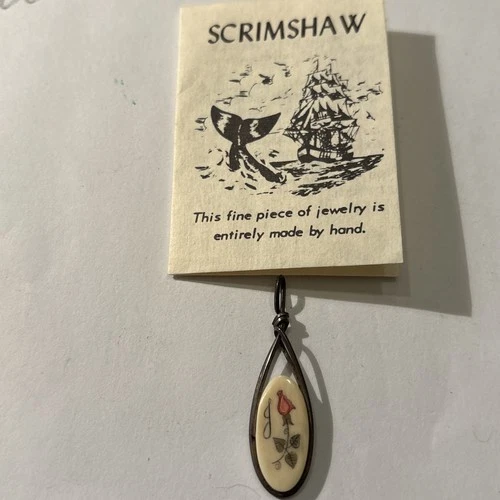 SCRIMSHAW
This fine piece of jewelry is
entirely made by hand.
J